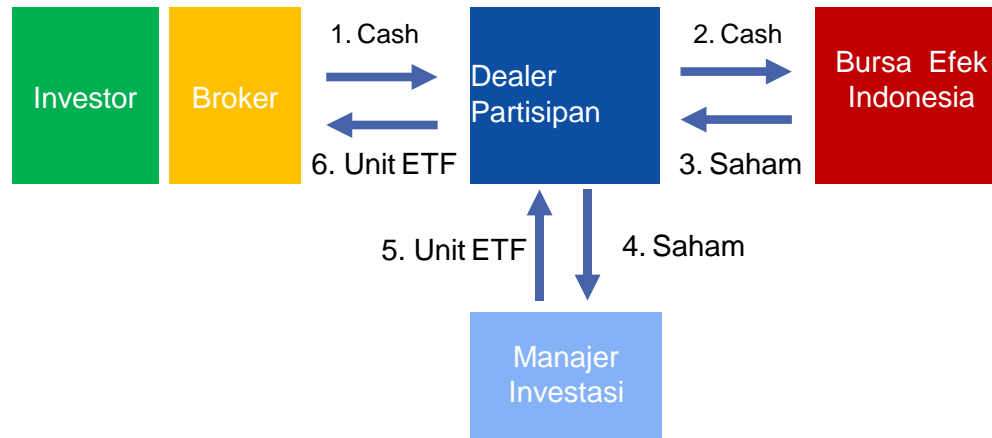 Investor
Broker
1. Cash
Dealer
Partisipan
2. Cash
Bursa Efek
Indonesia
6. Unit ETF
3. Saham
5. Unit ETF
4. Saham
Manajer
Investasi